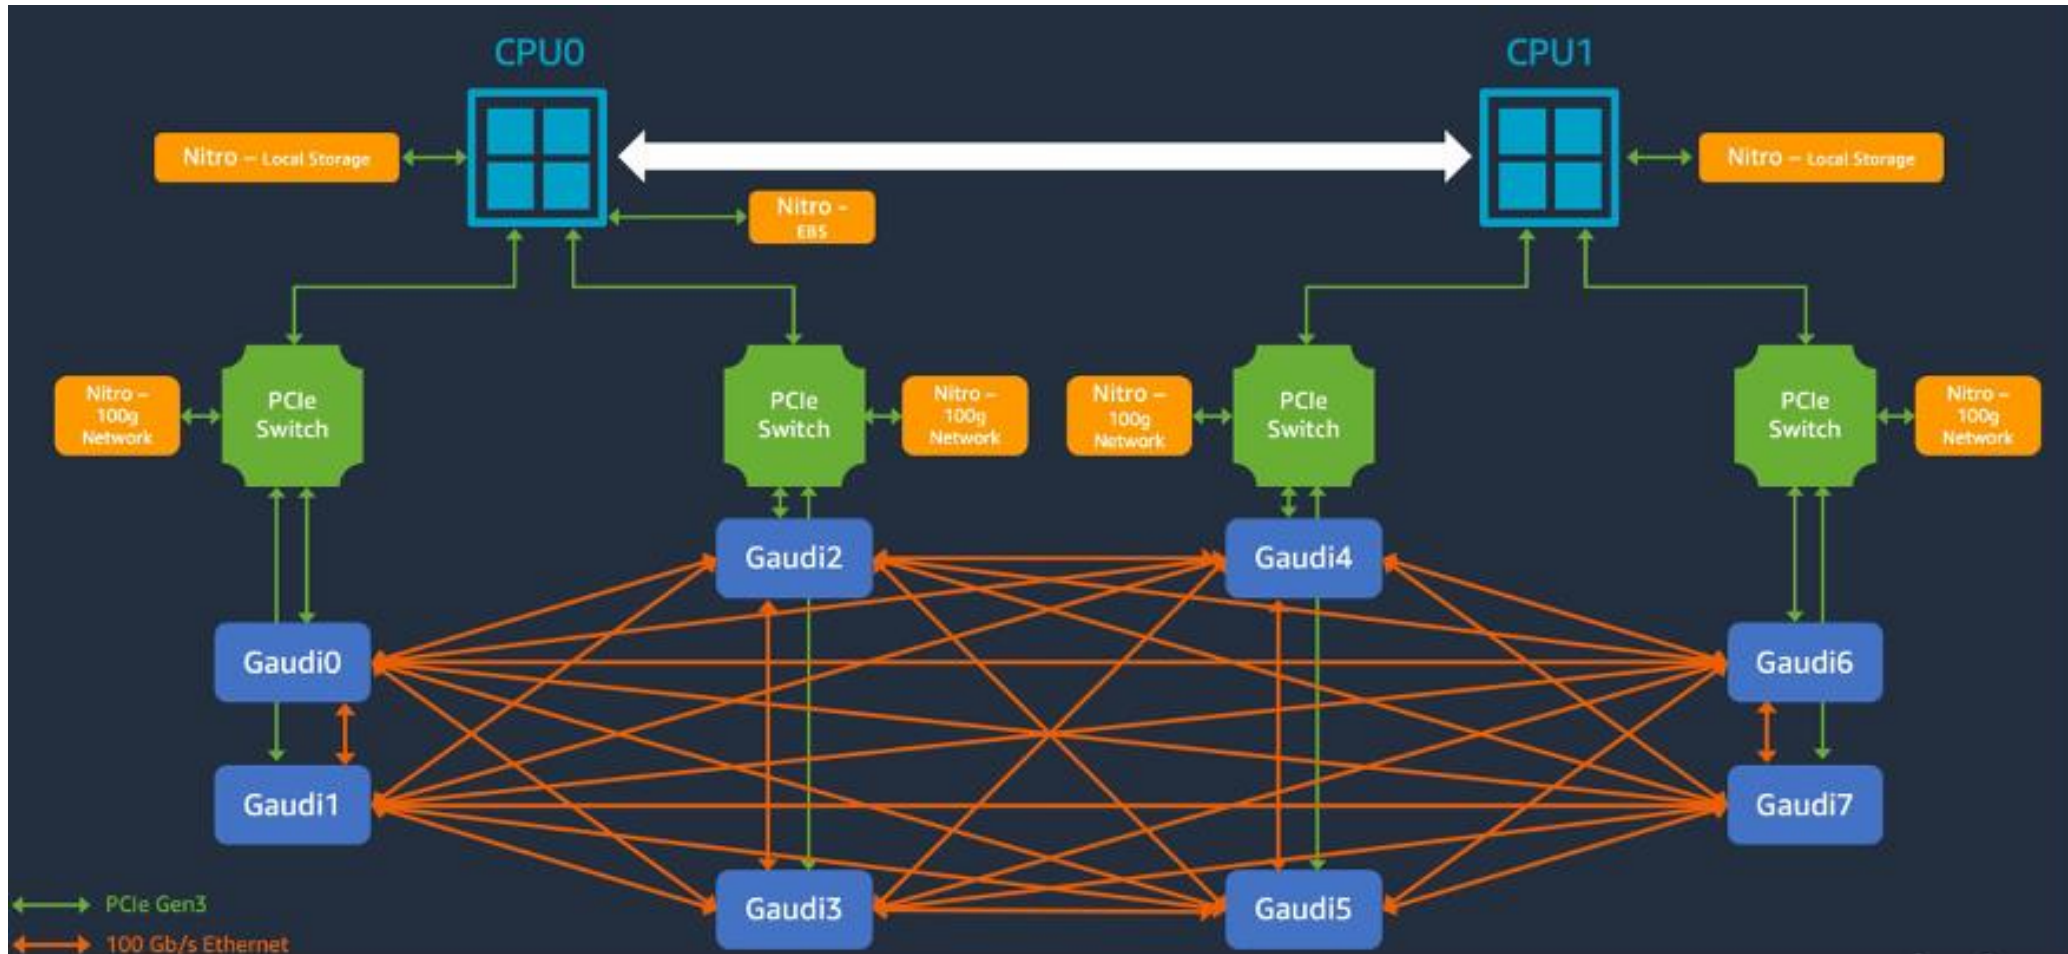 CPU0
CPU1
Nitro – Local Storage
Nitro – Local Storage
Nitro –
EBS
Nitro –
100g
Network
PCIe
Switch
PCIe
Switch
Nitro –
100g
Network
Nitro –
100g
Network
PCIe
Switch
PCIe
Switch
Nitro –
100g
Network
Gaudi2
Gaudi4
Gaudi0
Gaudi6
Gaudi1
Gaudi7
Gaudi3
Gaudi5
PCIe Gen3
100 Gb/s Ethernet